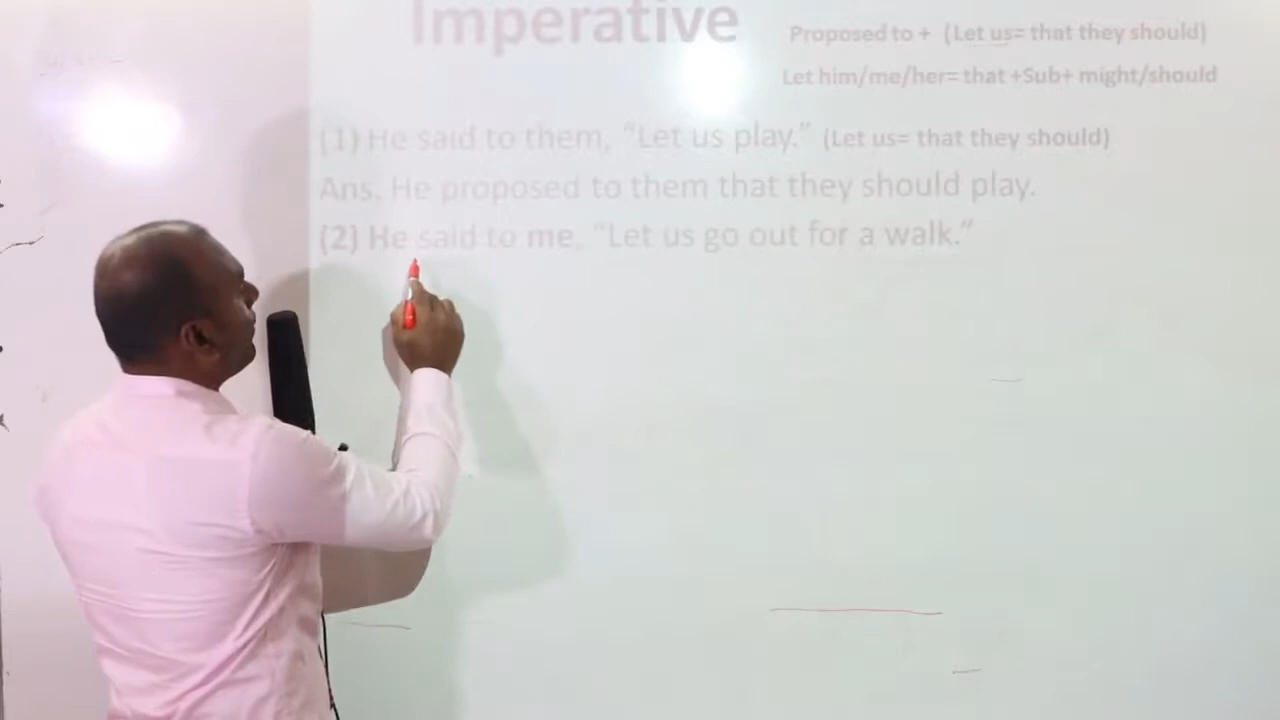 Imperative
Proposed to + (Let us= that they should)
Let him/me/her= that +Sub+ might/should
(1) He said to them, “Let us play.” (Let us= that they should)
Ans. He proposed to them that they should play.
(2) He said to me, “Let us go out for a walk.”